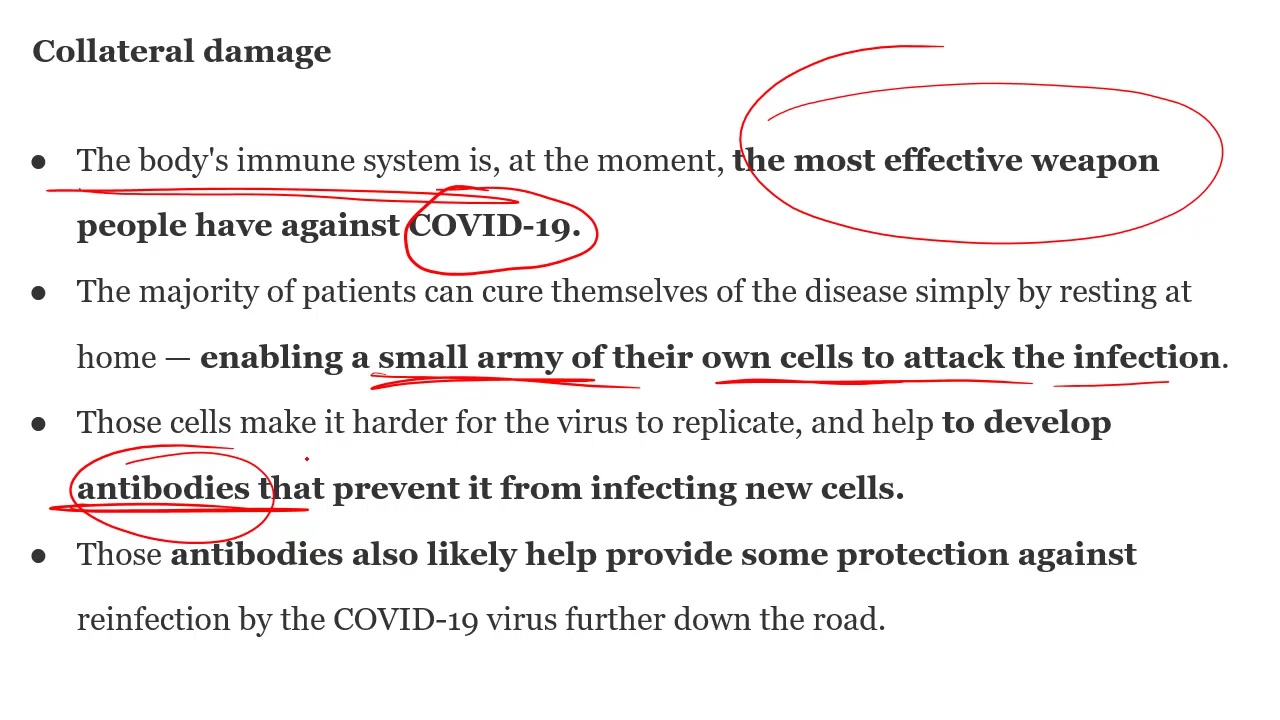 Collateral damage
● The body's immune system is, at the moment, the most effective weapon
people have against COVID-19.
● The majority of patients can cure themselves of the disease simply by resting at
home — enabling a small army of their own cells to attack the infection.
● Those cells make it harder for the virus to replicate, and help to develop
antibodies that prevent it from infecting new cells.
● Those antibodies also likely help provide some protection against
reinfection by the COVID-19 virus further down the road.